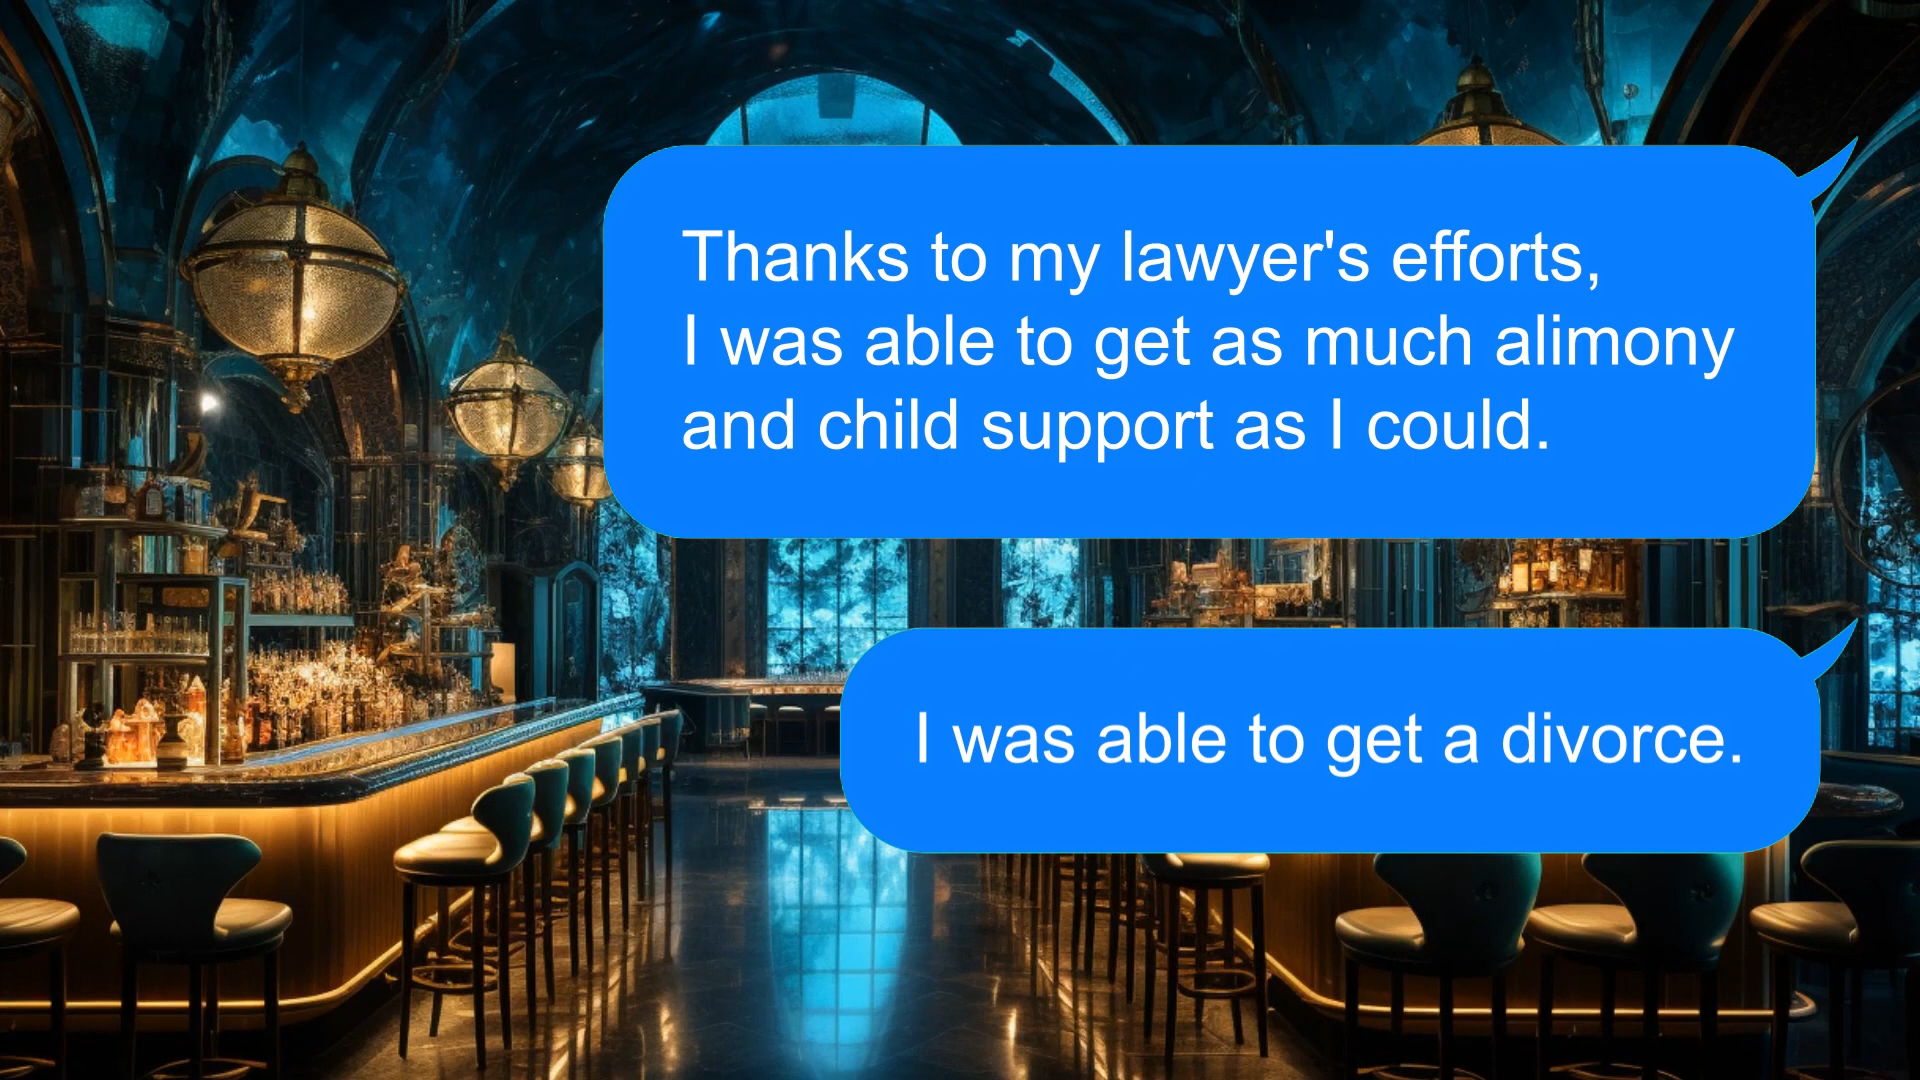 Thanks to my lawyer's efforts,
I was able to get as much alimony
and child support as I could.
I was able to get a divorce.